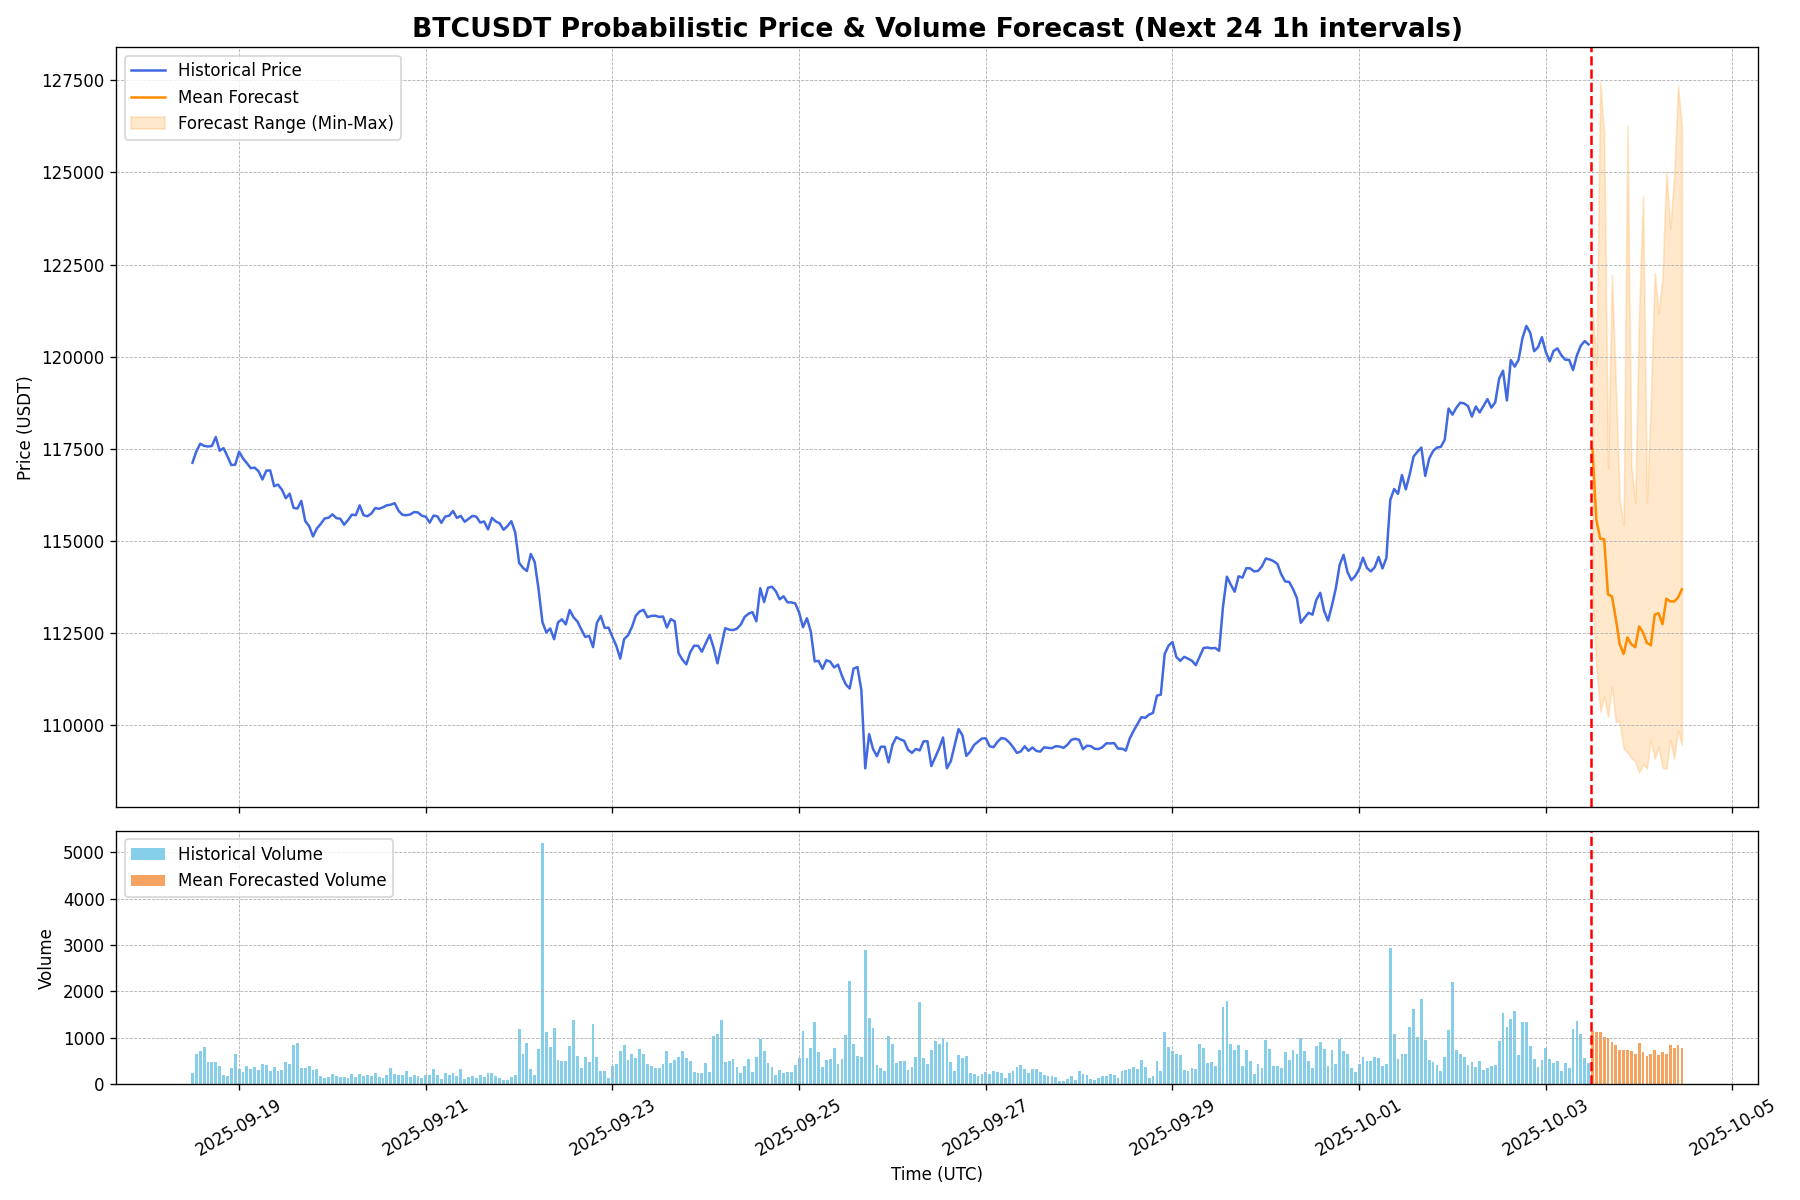 BTCUSDT Probabilistic Price & Volume Forecast (Next 24 1h intervals)
Historical Price
Mean Forecast
Forecast Range (Min-Max)
127500
125000
122500
120000
117500
115000
112500
110000
Price (USDT)
Historical Volume
Mean Forecasted Volume
5000
4000
3000
2000
1000
0
Volume
2025-09-19
2025-09-21
2025-09-23
2025-09-25
2025-09-27
2025-09-29
2025-10-01
2025-10-03
2025-10-05
Time (UTC)